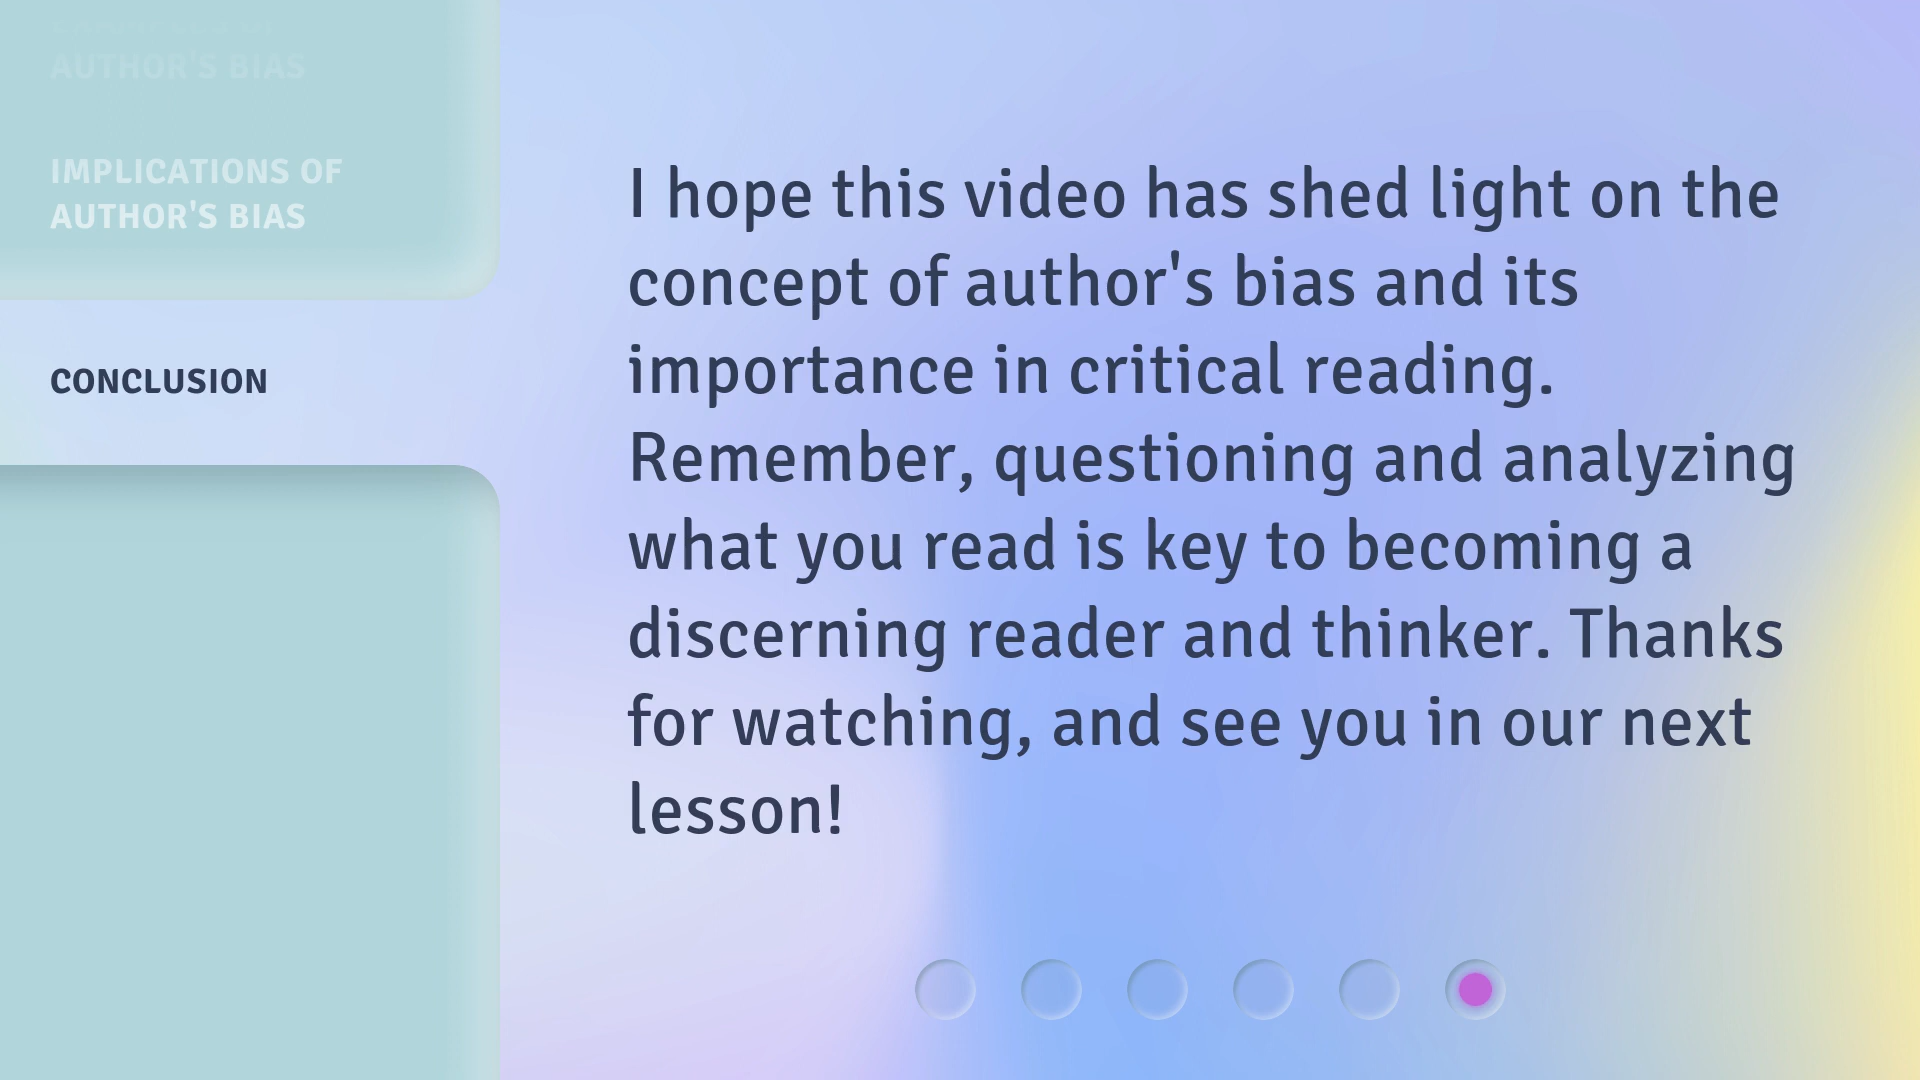 AUTHOR'S BIAS
IMPLICATIONS OF
AUTHOR'S BIAS
CONCLUSION
I hope this video has shed light on the
concept of author's bias and its
importance in critical reading.
Remember, questioning and analyzing
what you read is key to becoming a
discerning reader and thinker. Thanks
for watching, and see you in our next
lesson!